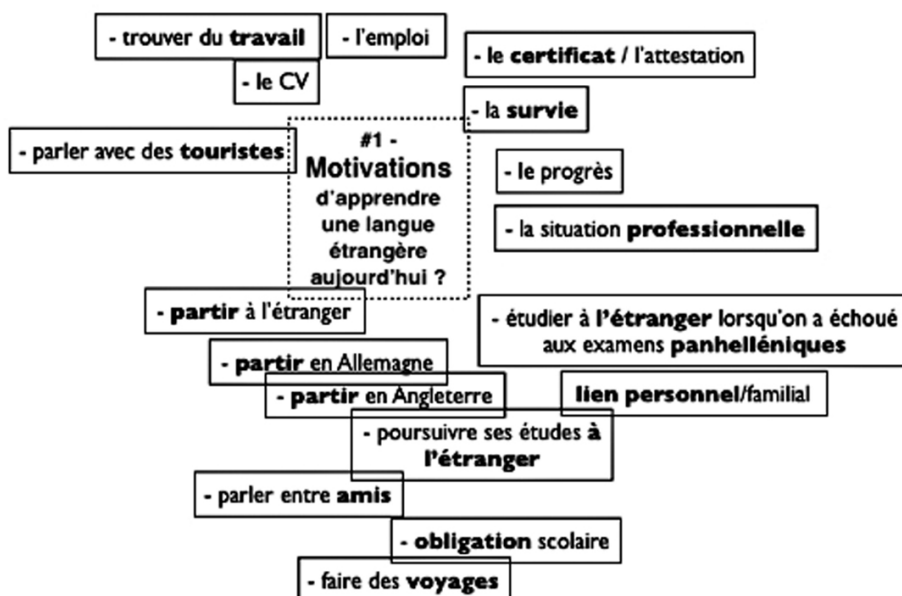 - trouver du travail
- l'emploi
- le CV
- le certificat / l'attestation
- la survie
- parler avec des touristes
#1 -
Motivations
d'apprendre
une langue
étrangère
aujourd'hui ?
- le progrès
- la situation professionnelle
- partir à l'étranger
- étudier à l'étranger lorsqu'on a échoué
aux examens panhelléniques
- partir en Allemagne
- partir en Angleterre
lien personnel/familial
- poursuivre ses études à
l'étranger
- parler entre amis
- obligation scolaire
- faire des voyages